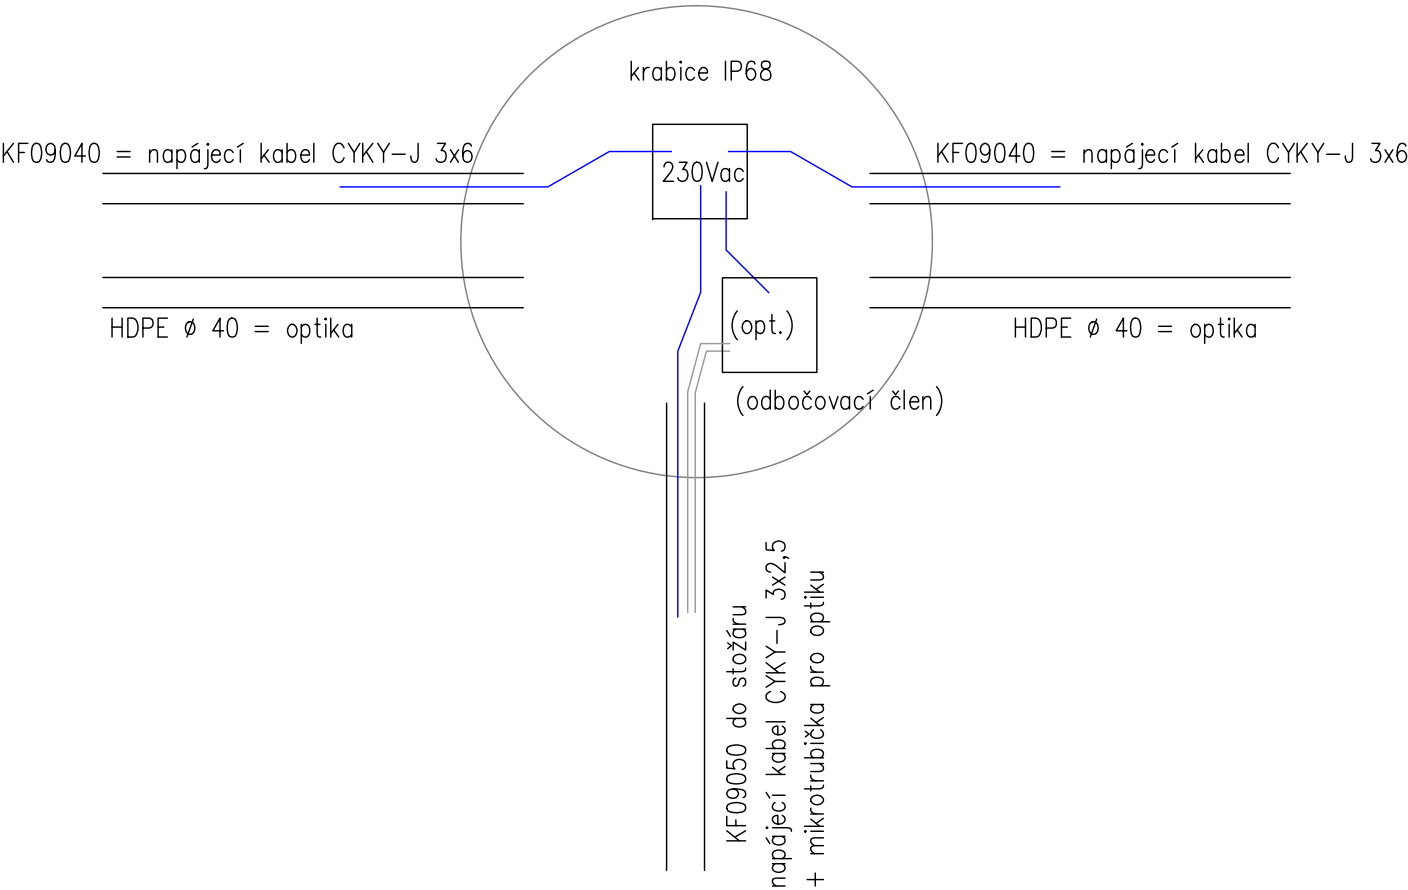 krabice IP68
KF09040 = napájecí kabel CYKY-J 3x6
230Vac
KF09040 = napájecí kabel CYKY-J 3x6
HDPE ø 40 = optika
(opt.)
HDPE ø 40 = optika
(odbočovací člen)
KF09050 do stožáru
napájecí kabel CYKY-J 3x2,5
+ mikrotrubička pro optiku